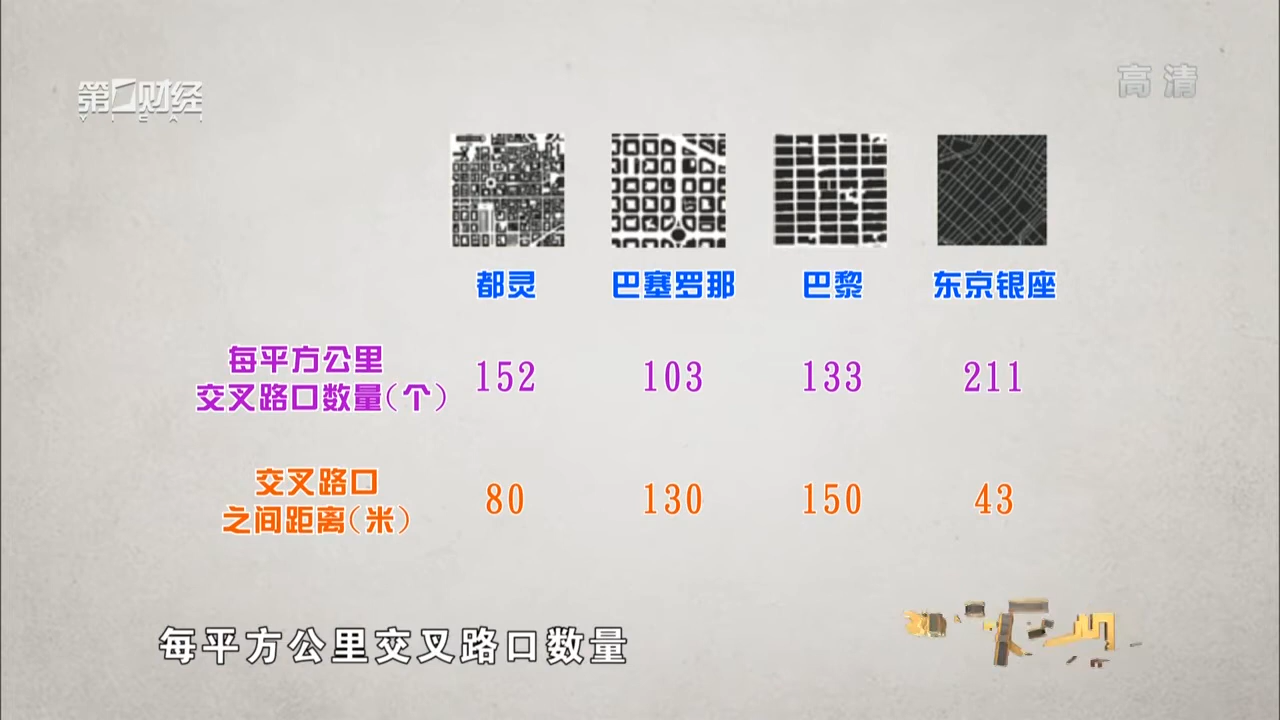 第一财经
YICAI
高清
都灵 巴塞罗那 巴黎 东京银座
每平方公里
交叉路口数量(个) 152 103 133 211
交叉路口
之间距离(米) 80 130 150 43
每平方公里交叉路口数量